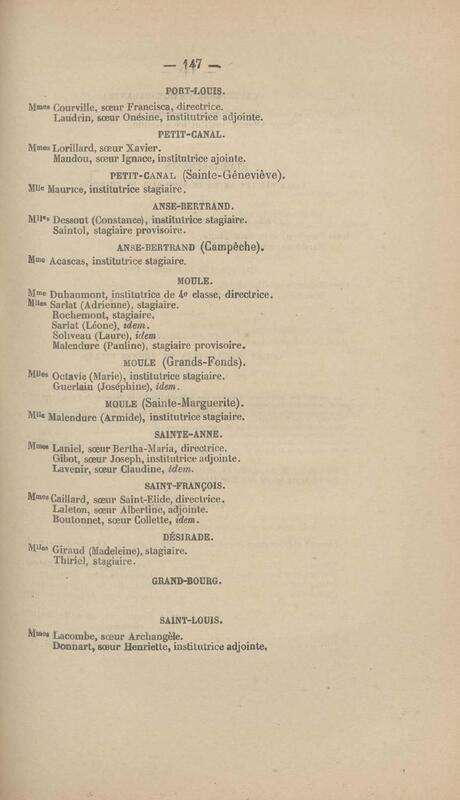 — 147 —
PORT-LOUIS.
Mmes Courville, sœur Francisca, directrice.
Laudrin, sœur Onésine, institutrice adjointe.
PETIT-CANAL.
Mmes Lorillard, sœur Xavier.
Maudou, sœur Ignace, institutrice ajointe.
PETIT-CANAL (Sainte-Géneviève).
Mlle Maurice, institutrice stagiaire.
ANSE-BERTRAND.
Mlles Dessout (Constance), institutrice stagiaire.
Saintol, stagiaire provisoire.
ANSE-BERTRAND (Campêche).
Mme Acascas, institutrice stagiaire.
MOULE.
Mme Duhaumont, institutrice de 4e classe, directrice.
Mlles Sarlat (Adrienne), stagiaire.
Rochemont, stagiaire.
Sarlat (Léone), idem.
Soliveau (Laure), idem
Malendure (Pauline), stagiaire provisoire.
MOULE (Grands-Fonds).
Mlles Octavie (Marie), institutrice stagiaire.
Guerlain (Joséphine), idem.
MOULE (Sainte-Marguerite).
Mlle Malendure (Armide), institutrice stagiaire.
SAINTE-ANNE.
Mmes Laniel, sœur Bertha-Maria, directrice.
Gibot, sœur Joseph, institutrice adjointe.
Lavenir, sœur Claudine, idem.
SAINT-FRANÇOIS.
Mmes Caillard, sœur Saint-Elide, directrice.
Laleton, sœur Albertine, adjointe.
Boutonnet, sœur Collette, idem.
DÉSIRADE.
Mlles Giraud (Madeleine), stagiaire.
Thiriel, stagiaire.
GRAND-BOURG.
SAINT-LOUIS.
Mmes Lacombe, sœur Archangèle.
Donnart, sœur Henriette, institutrice adjointe,